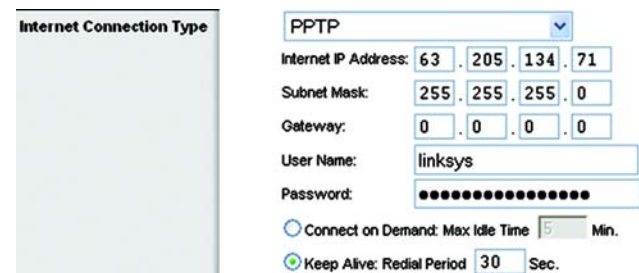 Internet Connection Type PPTP
Internet IP Address: 63 . 205 . 134 . 71
Subnet Mask: 255 . 255 . 255 . 0
Gateway: 0 . 0 . 0 . 0
User Name: linksys
Password: ●●●●●●●●●●●●●●●●
Connect on Demand: Max Idle Time 5 Min.
Keep Alive: Redial Period 30 Sec.